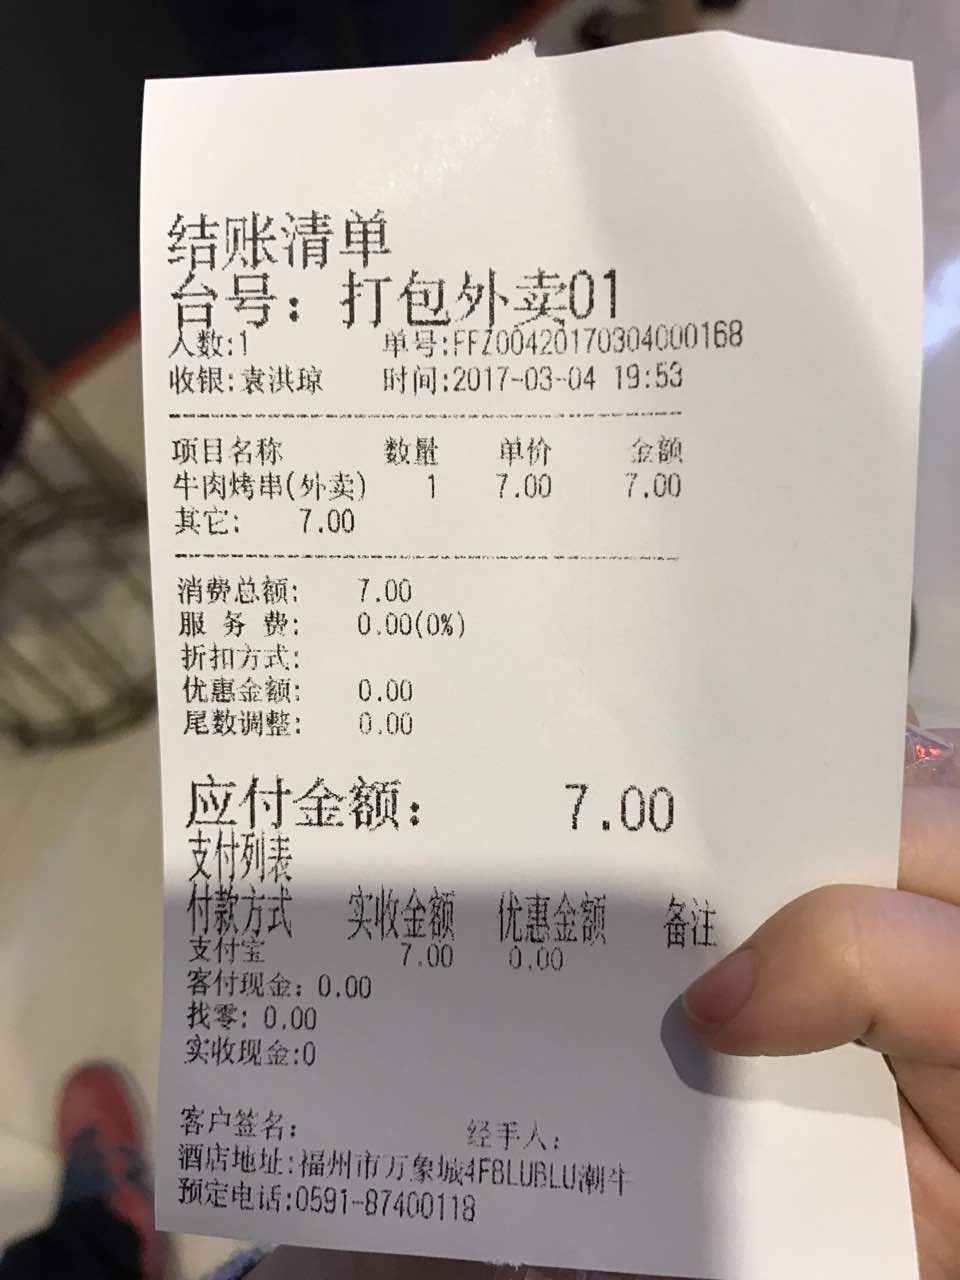 结账清单
台号：打包外卖01
人数:1 单号:FFZ00420170304000168
收银:袁洪琼 时间:2017-03-04 19:53
项目名称 数量 单价 金额
牛肉烤串(外卖) 1 7.00 7.00
其它: 7.00
消费总额: 7.00
服务费: 0.00(0%)
折扣方式:
优惠金额: 0.00
尾数调整: 0.00
应付金额: 7.00
支付列表
付款方式 实收金额 优惠金额 备注
支付宝 7.00 0.00
客付现金: 0.00
找零: 0.00
实收现金:0
客户签名: 经手人:
酒店地址:福州市万象城4FBLUBLU潮牛
预定电话:0591-87400118